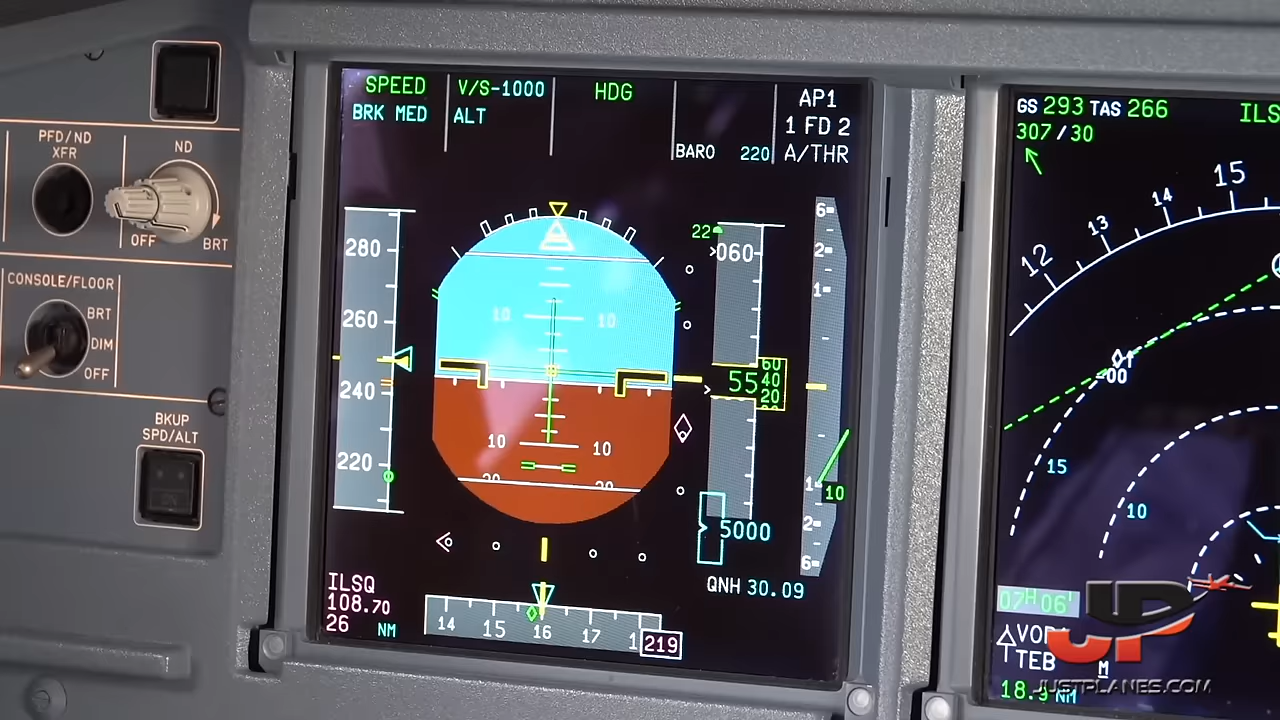 PFD/ND
XFR
ND
OFF
BRT
CONSOLE/FLOOR
BRT
DIM
OFF
BKUP
SPD/ALT
SPEED
V/S-1000
HDG
AP1
BRK MED
ALT
1 FD 2
BARO 220
A/THR
280
260
240
220
10 10
10 10
20 20
22
060
55
60
40
20
5000
QNH 30.09
6
2
1
1
10
2
6
ILSQ
108.70
26 NM
14 15 16 17 1
219
GS 293 TAS 266
ILS
307/30
12 13 14 15
00
15
10
07H06'
VOR
TEB
M
18.9 NM
JP
JUSTPLANES.COM